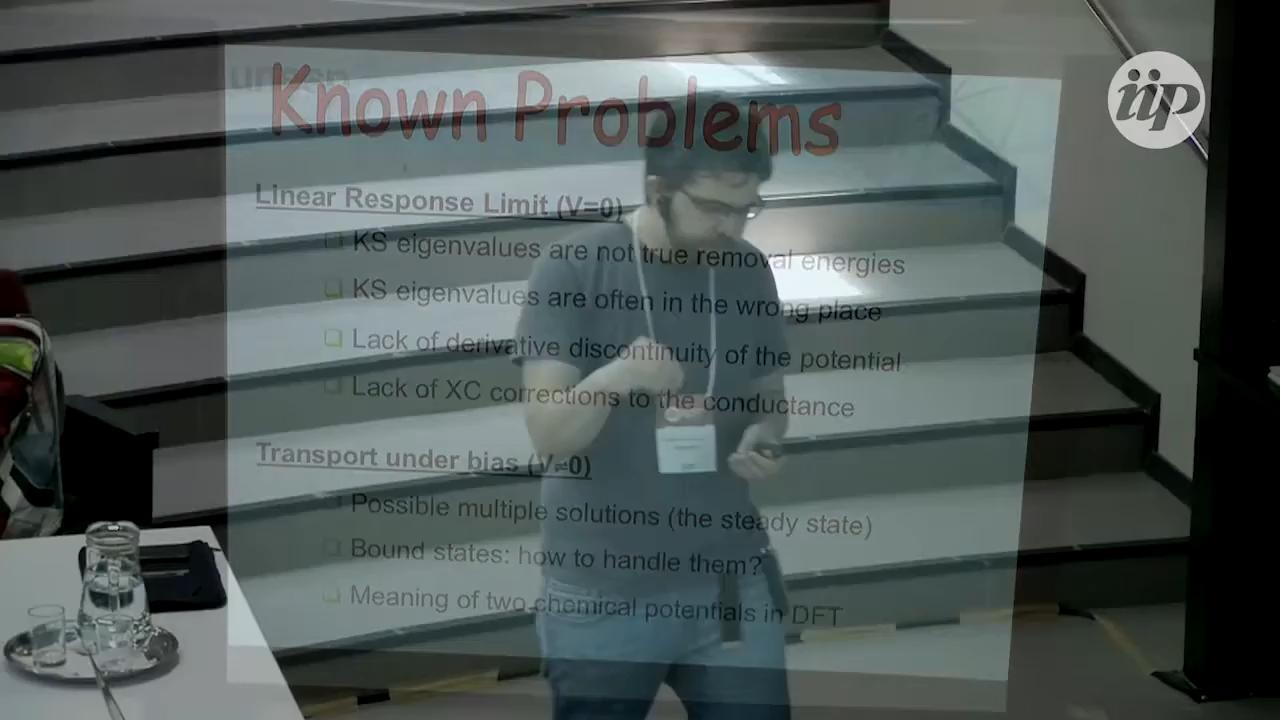 unesp
Known Problems
Linear Response Limit (V=0)
KS eigenvalues are not true removal energies
KS eigenvalues are often in the wrong place
Lack of derivative discontinuity of the potential
Lack of XC corrections to the conductance
Transport under bias (V≠0)
Possible multiple solutions (the steady state)
Bound states: how to handle them?
Meaning of two chemical potentials in DFT
iip